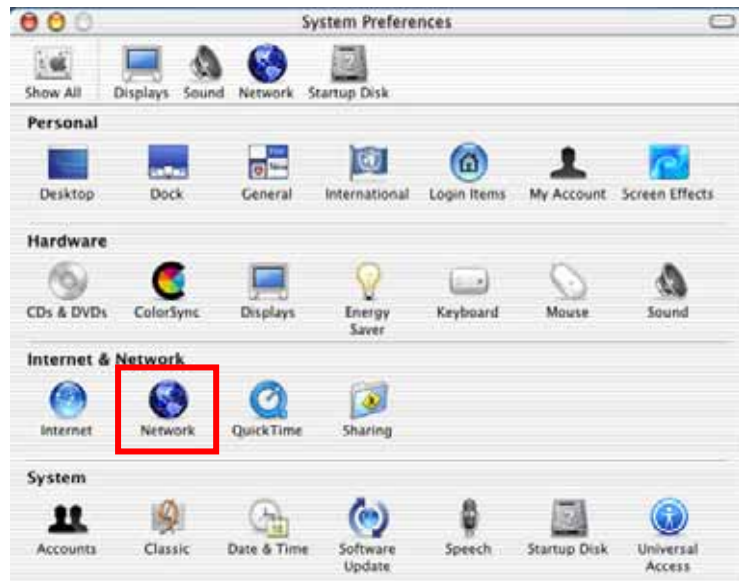 System Preferences
Show All Displays Sound Network Startup Disk
Personal
Desktop Dock General International Login Items My Account Screen Effects
Hardware
CDs & DVDs ColorSync Displays Energy Saver Keyboard Mouse Sound
Internet & Network
Internet Network QuickTime Sharing
System
Accounts Classic Date & Time Software Update Speech Startup Disk Universal Access